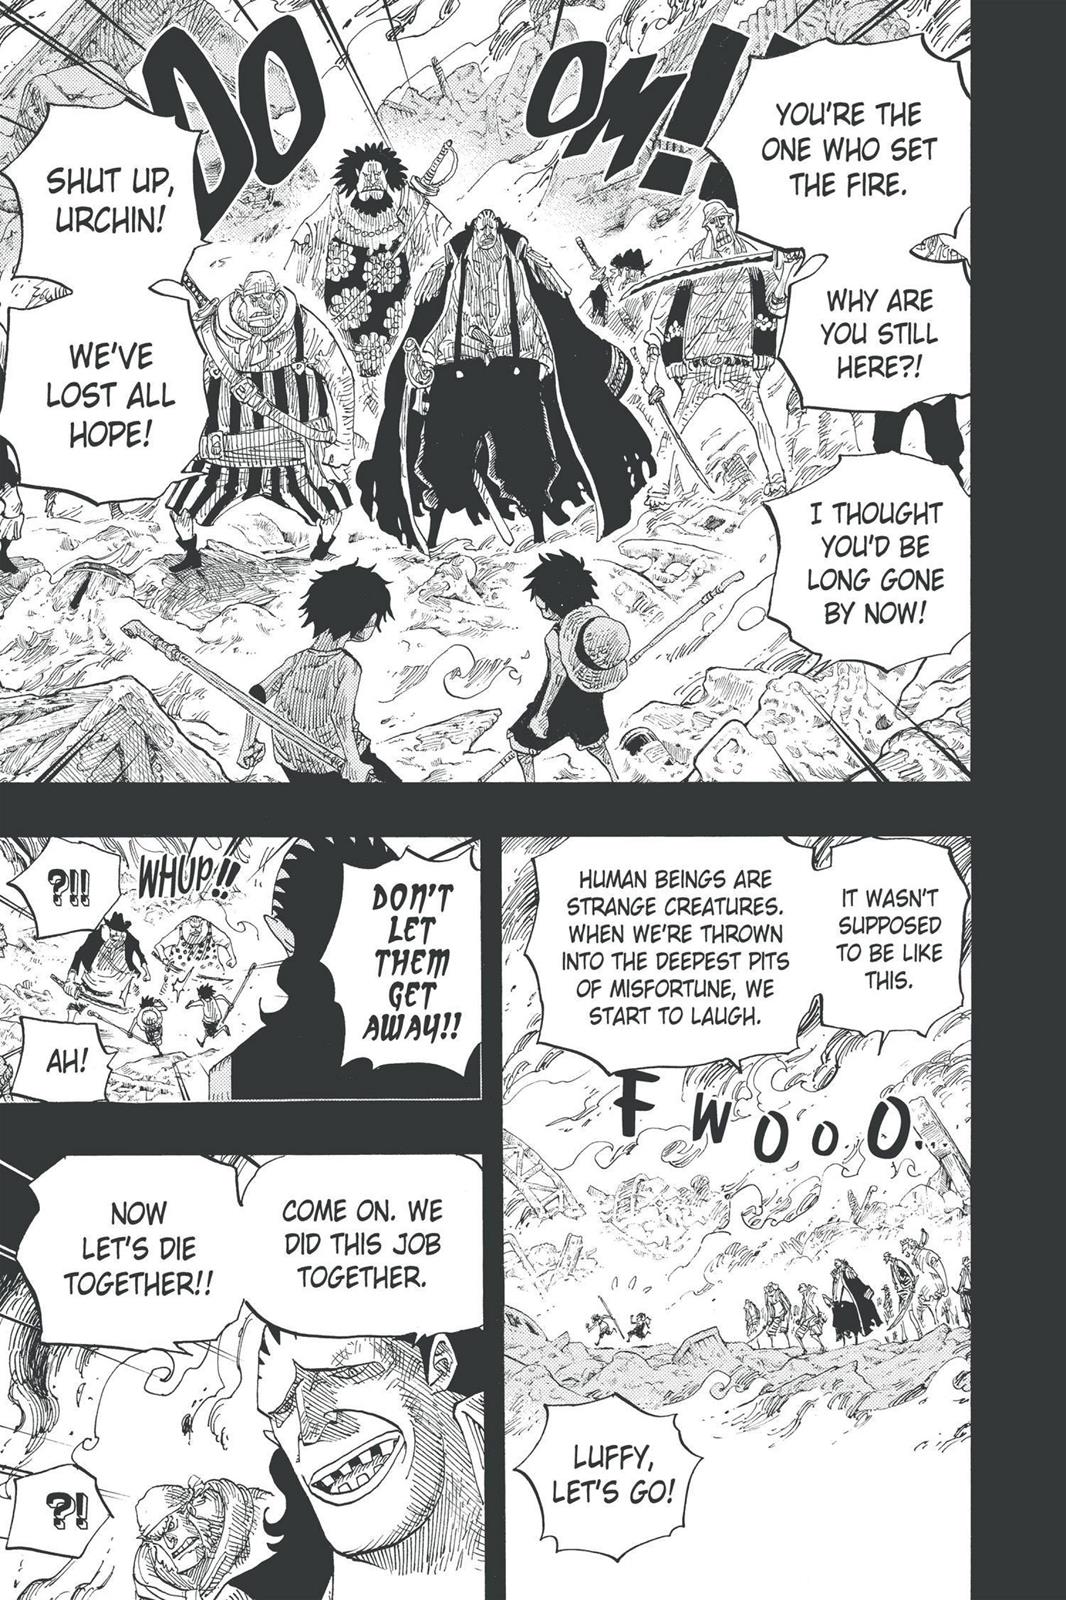 DOOOM!
YOU'RE THE
ONE WHO SET
THE FIRE.
WHY ARE
YOU STILL
HERE?!
I THOUGHT
YOU'D BE
LONG GONE
BY NOW!
SHUT UP,
URCHIN!
WE'VE
LOST ALL
HOPE!
IT WASN'T
SUPPOSED
TO BE LIKE
THIS.
HUMAN BEINGS ARE
STRANGE CREATURES.
WHEN WE'RE THROWN
INTO THE DEEPEST PITS
OF MISFORTUNE, WE
START TO LAUGH.
FWOOO.
LUFFY,
LET'S GO!
DON'T
LET
THEM
GET
AWAY!!
WHUP!!
?!!
AH!
COME ON. WE
DID THIS JOB
TOGETHER.
NOW
LET'S DIE
TOGETHER!!
?!